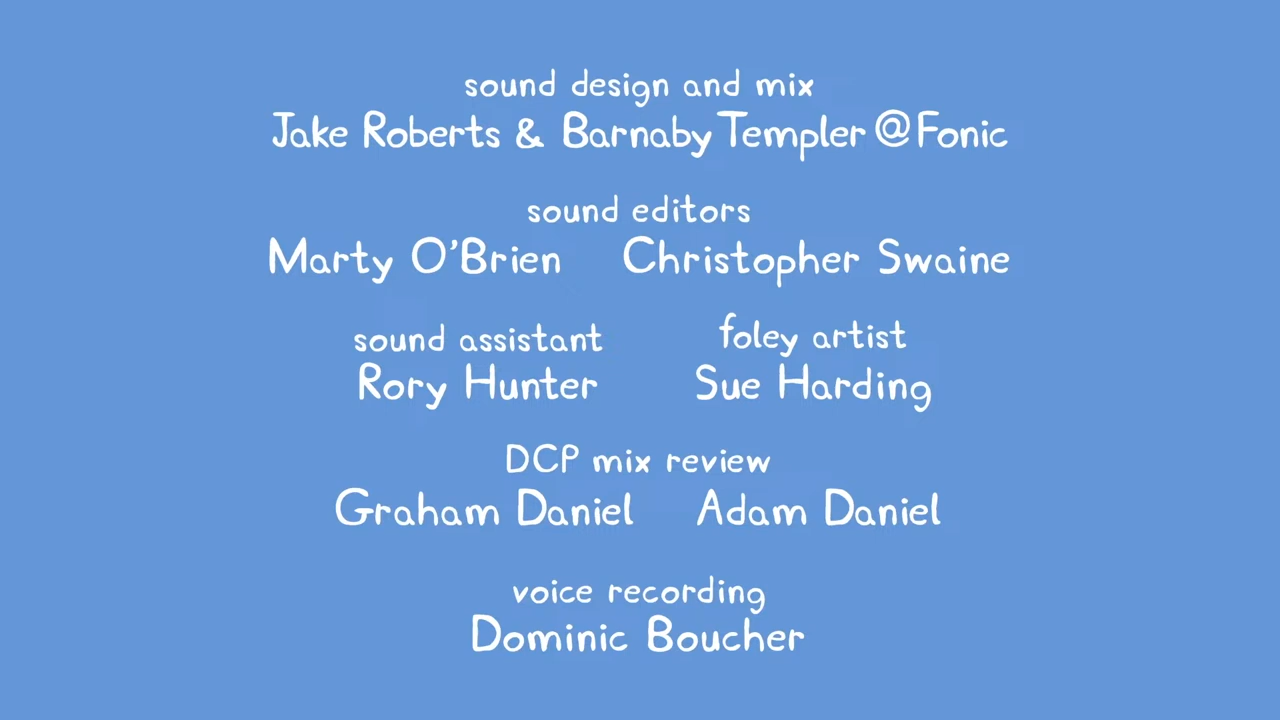 sound design and mix
Jake Roberts & Barnaby Templer @Fonic
sound editors
Marty O'Brien Christopher Swaine
sound assistant foley artist
Rory Hunter Sue Harding
DCP mix review
Graham Daniel Adam Daniel
voice recording
Dominic Boucher